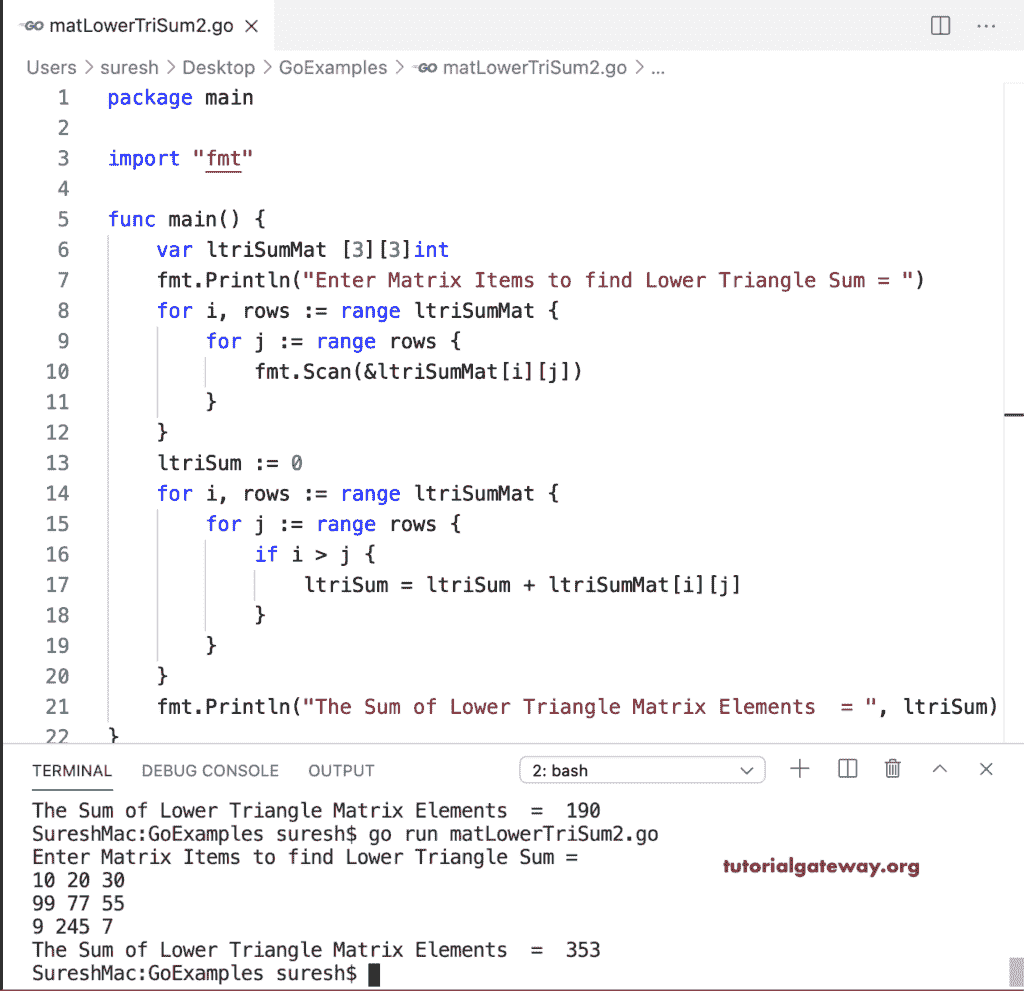 GO matLowerTriSum2.go ×
Users > suresh > Desktop > GoExamples > GO matLowerTriSum2.go > ...
1 package main
2
3 import "fmt"
4
5 func main() {
6     var ltriSumMat [3][3]int
7     fmt.Println("Enter Matrix Items to find Lower Triangle Sum = ")
8     for i, rows := range ltriSumMat {
9         for j := range rows {
10             fmt.Scan(&ltriSumMat[i][j])
11         }
12     }
13     ltriSum := 0
14     for i, rows := range ltriSumMat {
15         for j := range rows {
16             if i > j {
17                 ltriSum = ltriSum + ltriSumMat[i][j]
18             }
19         }
20     }
21     fmt.Println("The Sum of Lower Triangle Matrix Elements  = ", ltriSum)
22 }
TERMINAL DEBUG CONSOLE OUTPUT 2: bash
The Sum of Lower Triangle Matrix Elements  =  190
SureshMac:GoExamples suresh$ go run matLowerTriSum2.go
Enter Matrix Items to find Lower Triangle Sum =
tutorialgateway.org
10 20 30
99 77 55
9 245 7
The Sum of Lower Triangle Matrix Elements  =  353
SureshMac:GoExamples suresh$